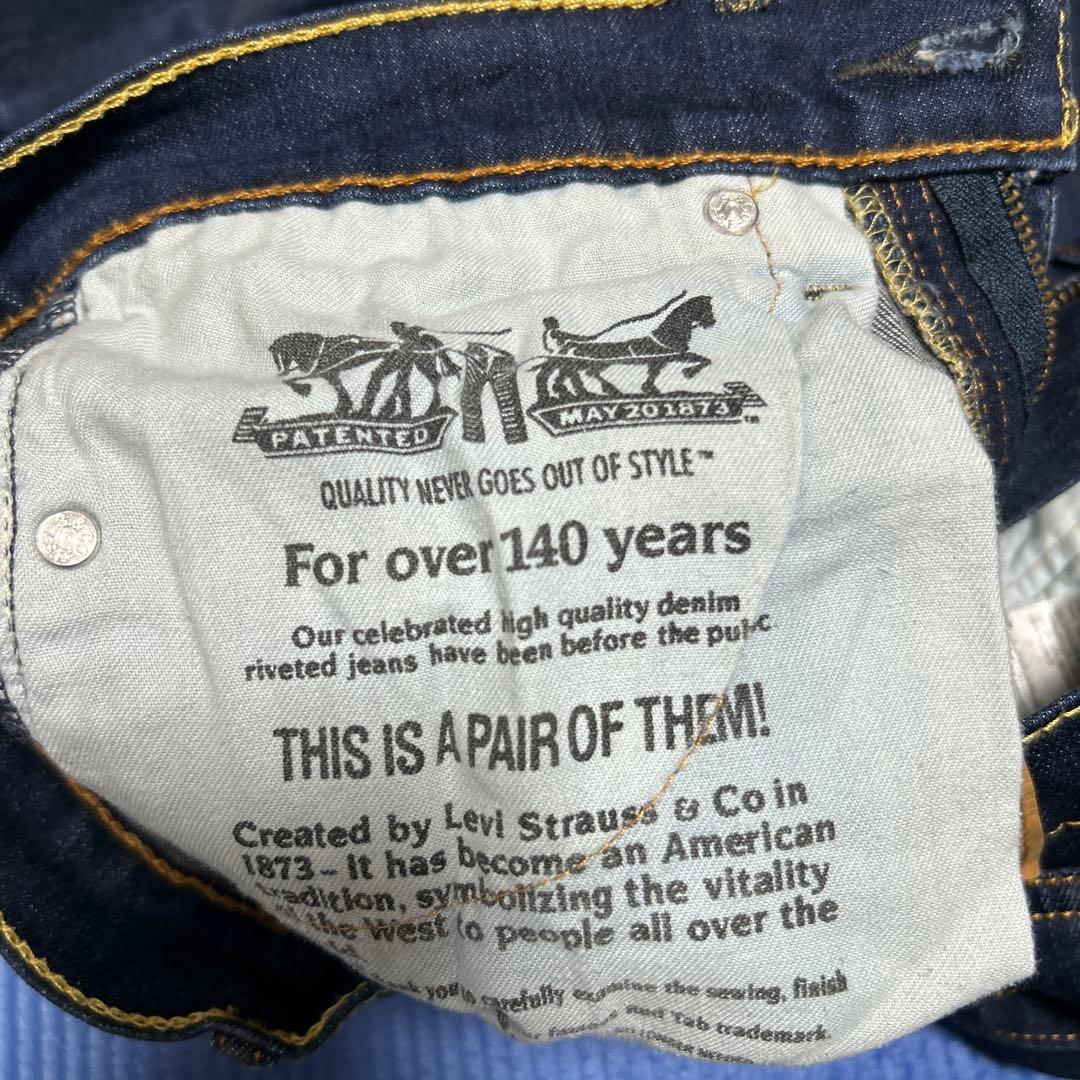 PATENTED
MAY 20 1873
QUALITY NEVER GOES OUT OF STYLE™
For over 140 years
Our celebrated high quality denim
riveted jeans have been before the
THIS IS A PAIR OF THEM!
Created by Levi Strauss & Co in
1873 – It has become an American
tradition, symbolizing the vitality
the West to people all over the
you to carefully examine the sewing, finish
and Tab trademark.